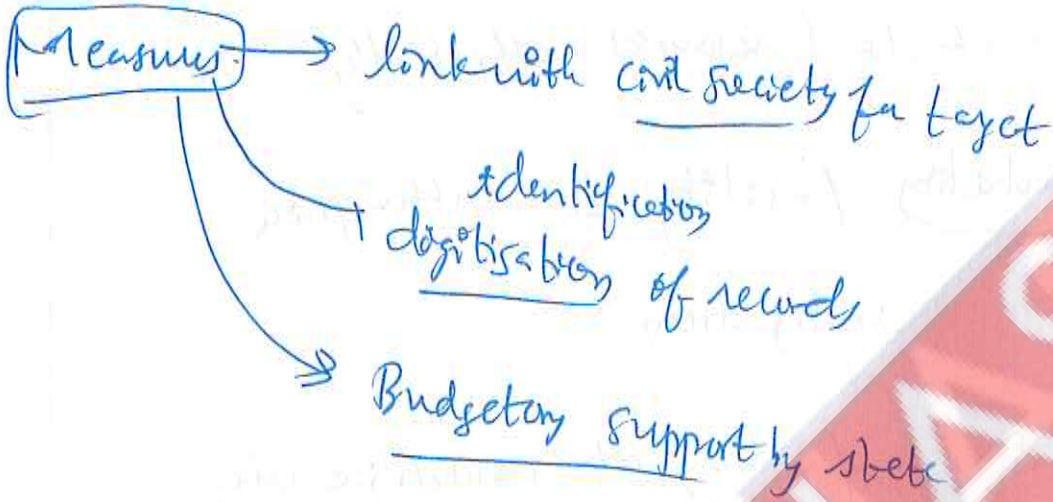 Measures → link with civil society for target
identification
digitisation of records
Budgetary support by state